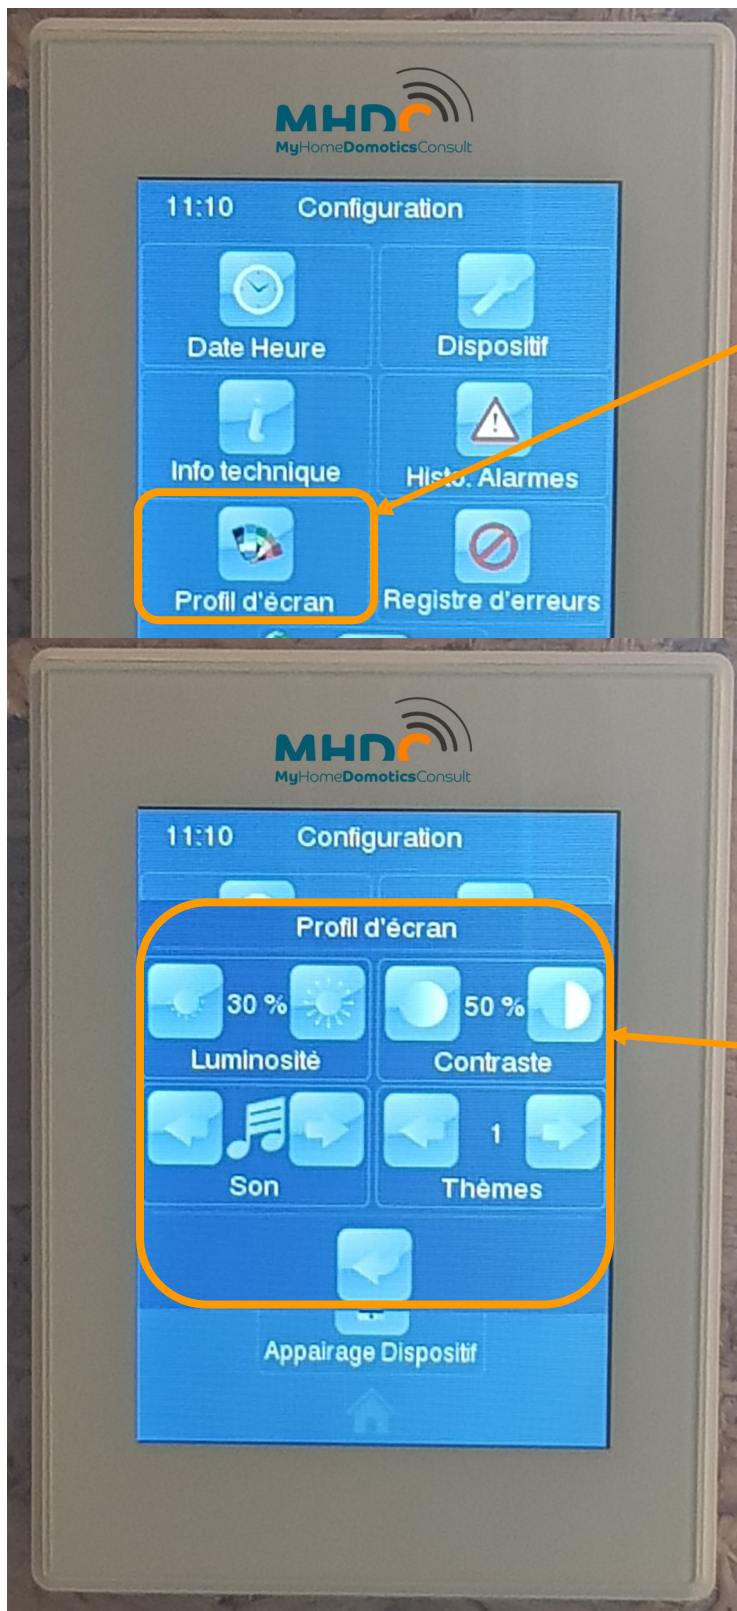 MHDC
MyHomeDomoticsConsult
11:10 Configuration
Date Heure Dispositif
Info technique Histo. Alarmes
Profil d'écran Registre d'erreurs
MHDC
MyHomeDomoticsConsult
11:10 Configuration
Profil d'écran
30 % 50 %
Luminosité Contraste
1
Son Thèmes
Appairage Dispositif